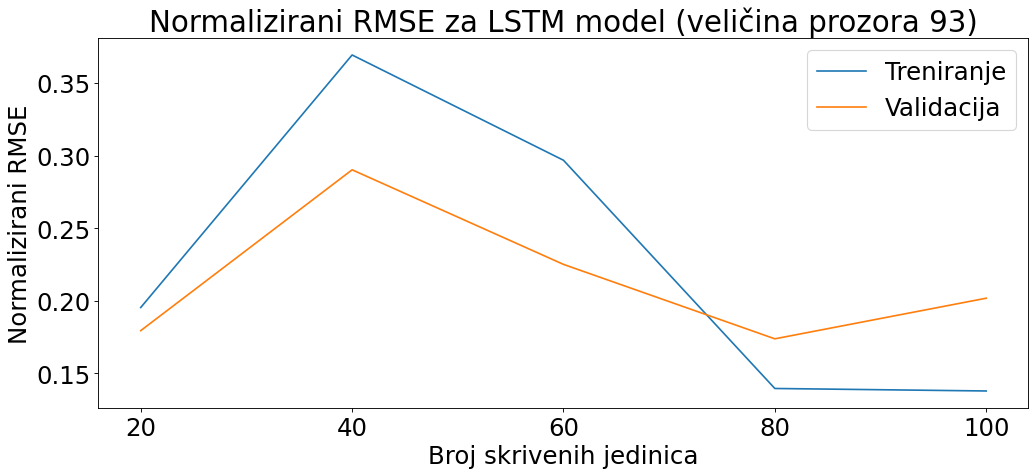 Normalizirani RMSE za LSTM model (veličina prozora 93)
Treniranje
Validacija
Normalizirani RMSE
0.35
0.30
0.25
0.20
0.15
20 40 60 80 100
Broj skrivenih jedinica